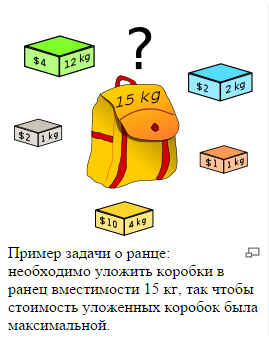 ?
$4 12 kg
$2 2 kg
15 kg
$2 1 kg
$1 1 kg
$10 4 kg
Пример задачи о ранце:
необходимо уложить коробки в
ранец вместимости 15 кг, так чтобы
стоимость уложенных коробок была
максимальной.